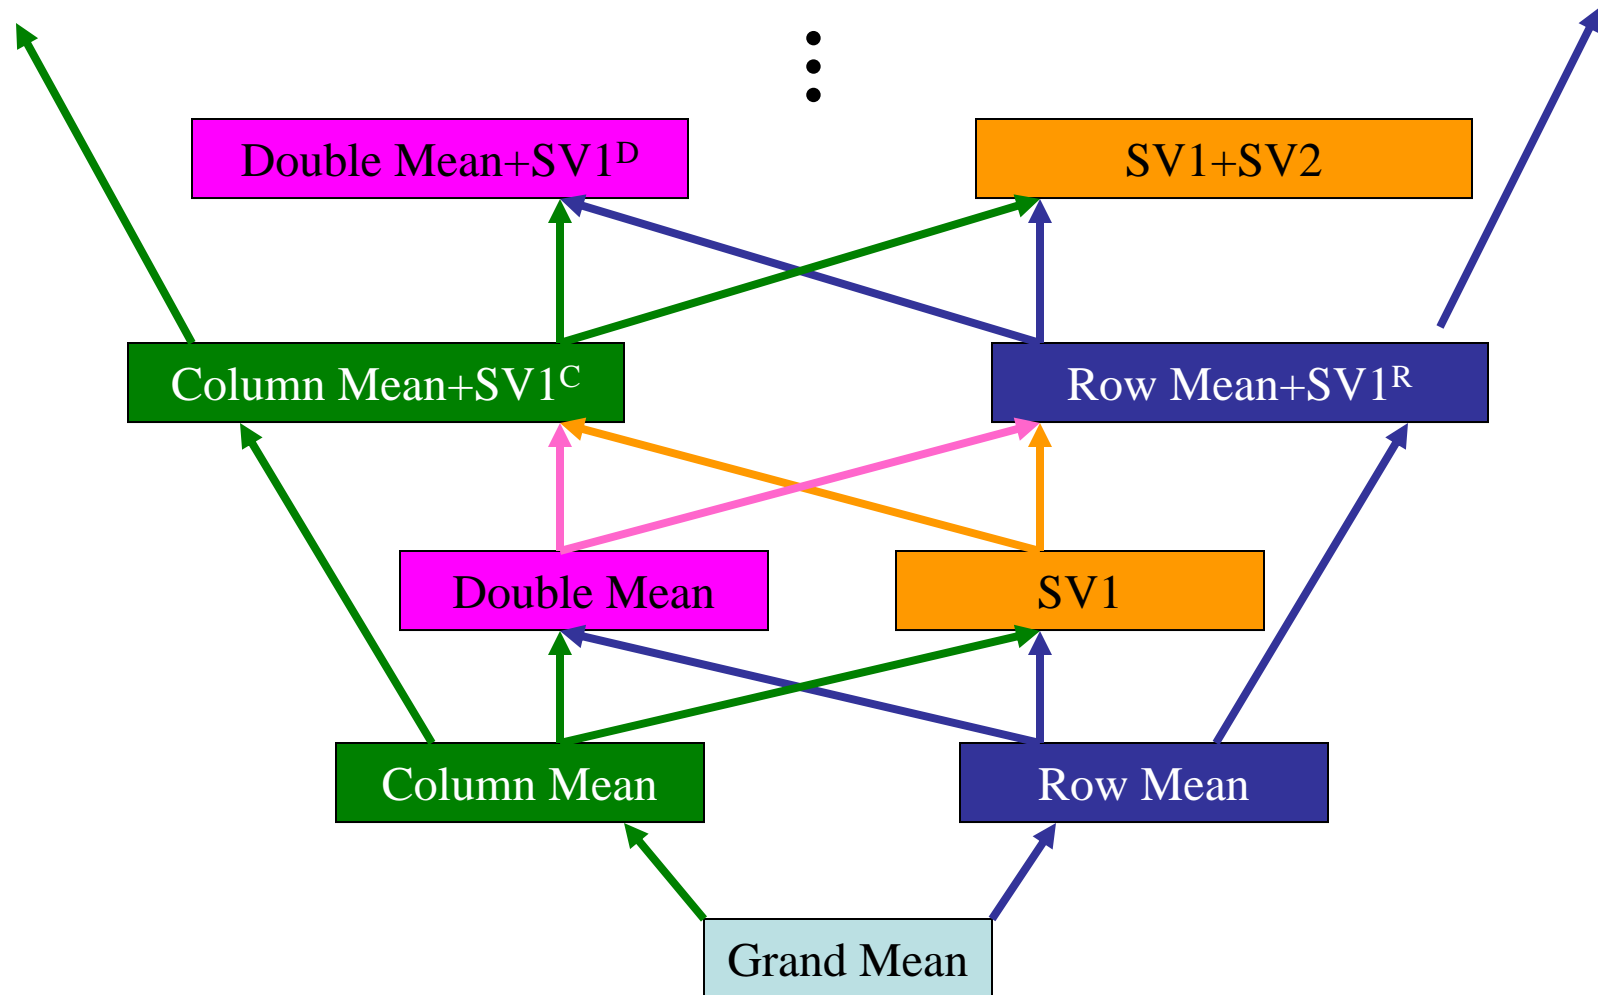 Double Mean+SV1ᴰ
SV1+SV2
Column Mean+SV1ᶜ
Row Mean+SV1ᴿ
Double Mean
SV1
Column Mean
Row Mean
Grand Mean